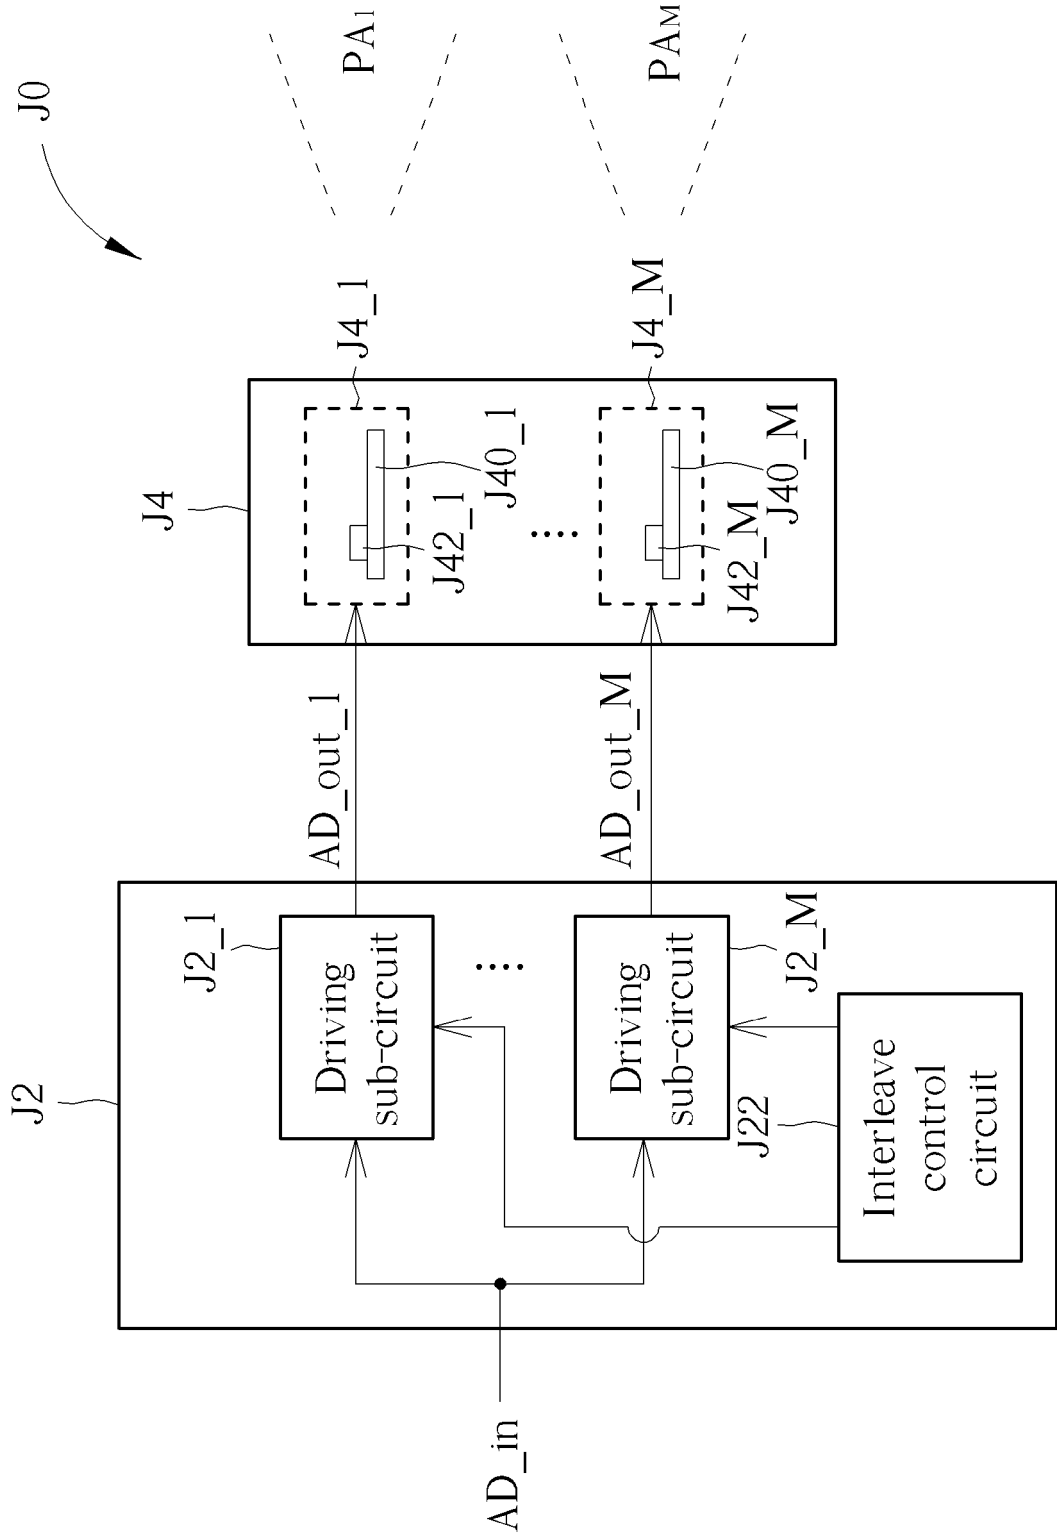 J0
PA1
PAM
J4
J4_1
J40_1
J42_1
J4_M
J40_M
J42_M
AD_out_1
AD_out_M
J2
J2_1
Driving
sub-circuit
J2_M
Driving
sub-circuit
J22
Interleave
control
circuit
AD_in